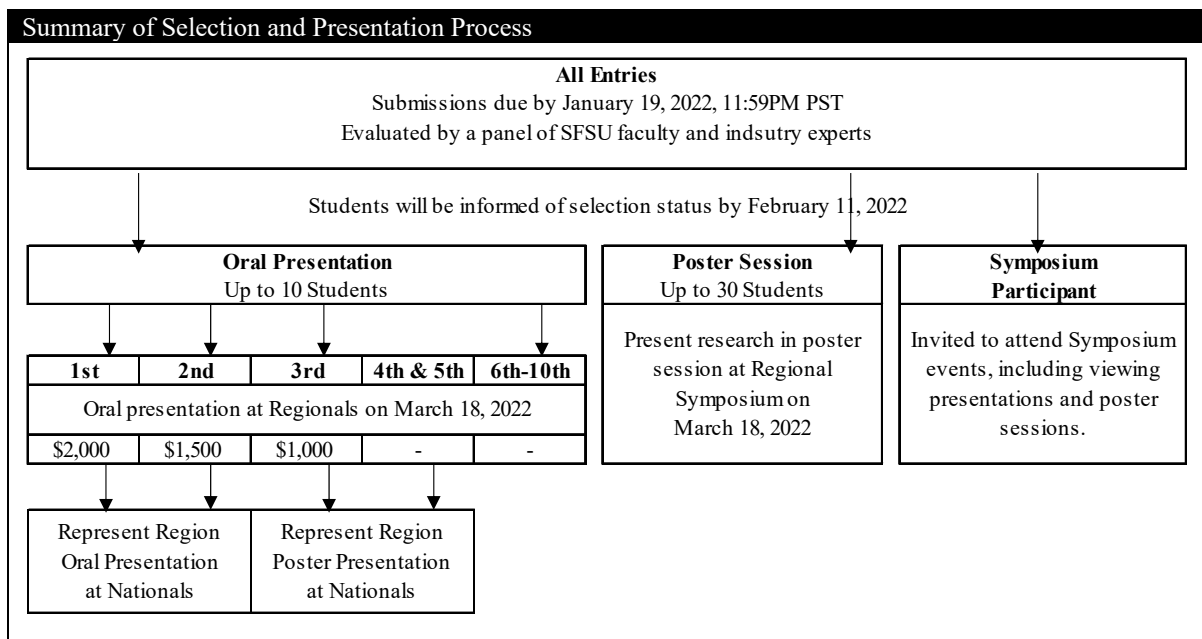 Summary of Selection and Presentation Process
All Entries
Submissions due by January 19, 2022, 11:59PM PST
Evaluated by a panel of SFSU faculty and indsutry experts
Students will be informed of selection status by February 11, 2022
Oral Presentation
Up to 10 Students
1st 2nd 3rd 4th & 5th 6th-10th
Oral presentation at Regionals on March 18, 2022
$2,000 $1,500 $1,000 - -
Represent Region
Oral Presentation
at Nationals
Represent Region
Poster Presentation
at Nationals
Poster Session
Up to 30 Students
Present research in poster
session at Regional
Symposium on
March 18, 2022
Symposium
Participant
Invited to attend Symposium
events, including viewing
presentations and poster
sessions.